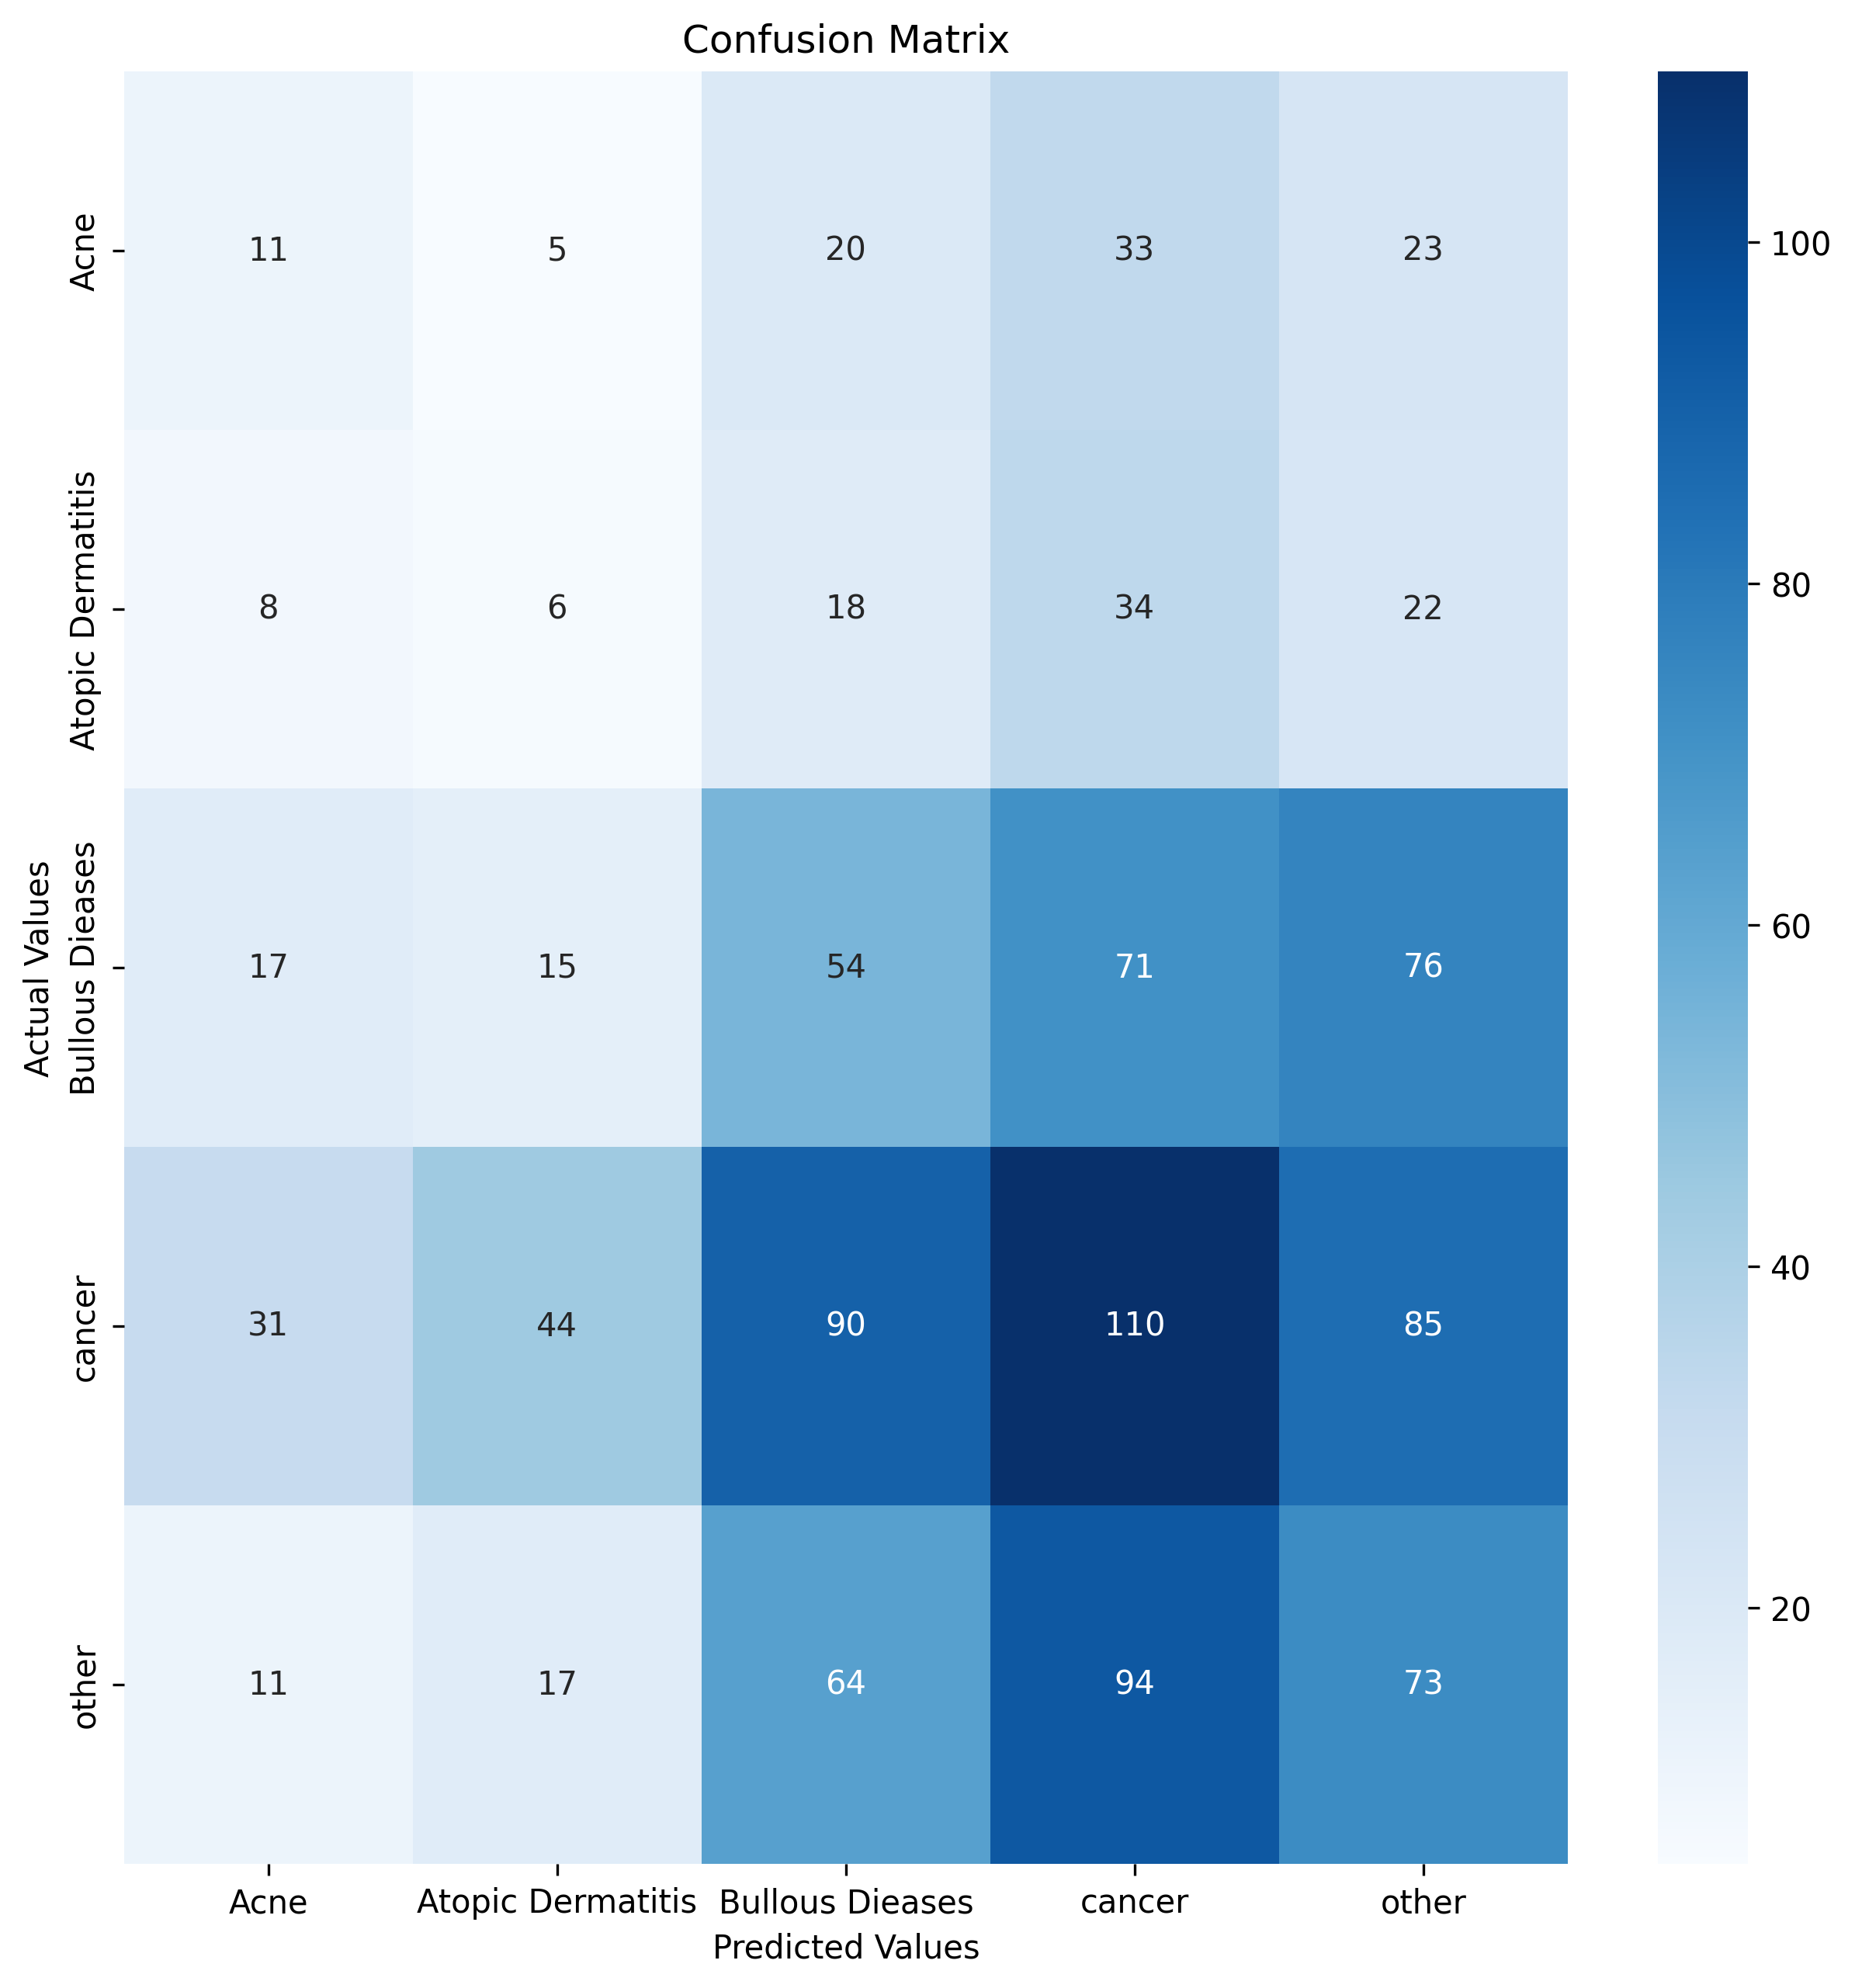 Confusion Matrix
Actual Values
Acne
11 5 20 33 23
Atopic Dermatitis
8 6 18 34 22
Bullous Dieases
17 15 54 71 76
cancer
31 44 90 110 85
other
11 17 64 94 73
Acne Atopic Dermatitis Bullous Dieases cancer other
Predicted Values
100
80
60
40
20